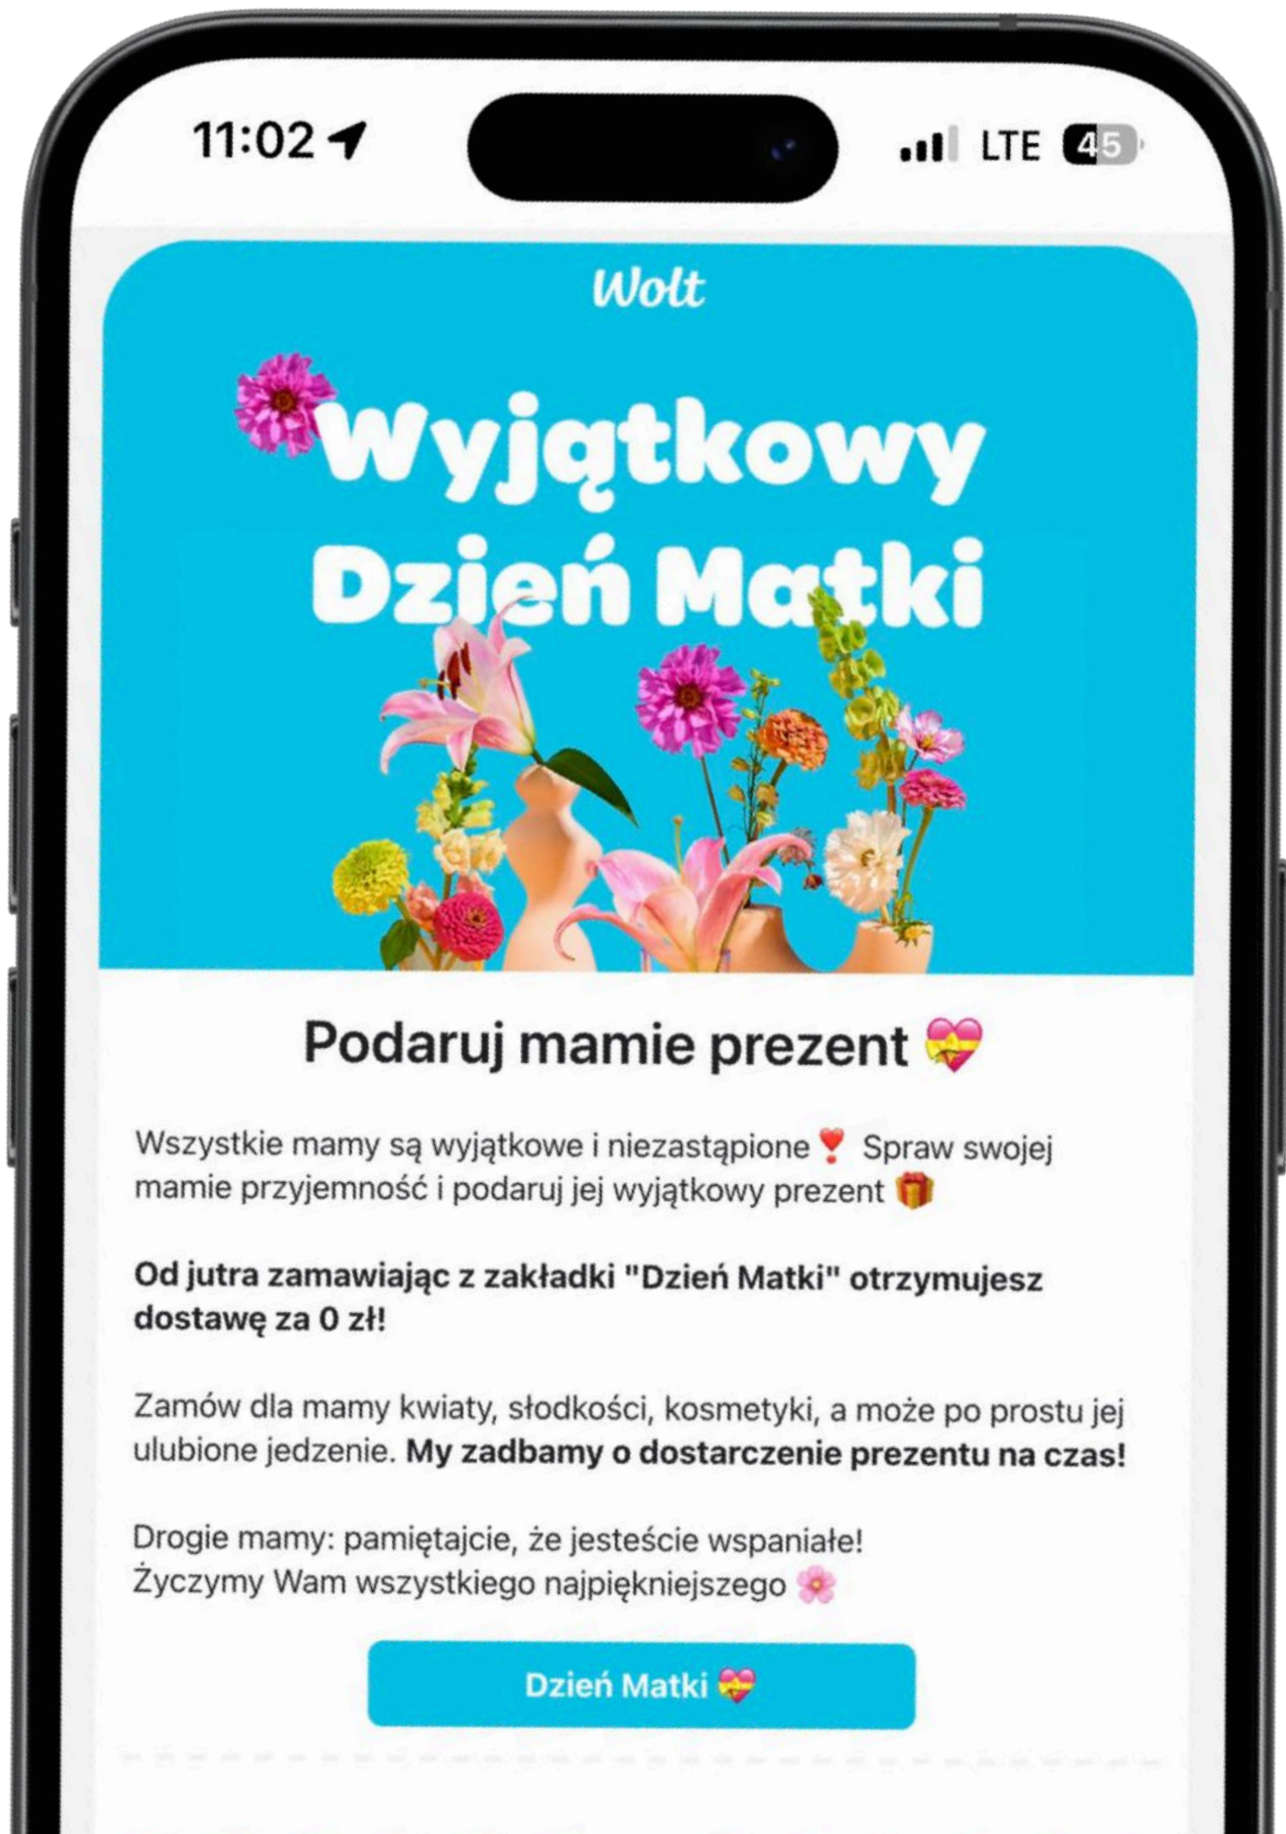 11:02 LTE 45
Wolt
Wyjątkowy
Dzień Matki
Podaruj mamie prezent 💝
Wszystkie mamy są wyjątkowe i niezastąpione❣️ Spraw swojej
mamie przyjemność i podaruj jej wyjątkowy prezent 🎁
Od jutra zamawiając z zakładki "Dzień Matki" otrzymujesz
dostawę za 0 zł!
Zamów dla mamy kwiaty, słodkości, kosmetyki, a może po prostu jej
ulubione jedzenie. My zadbamy o dostarczenie prezentu na czas!
Drogie mamy: pamiętajcie, że jesteście wspaniałe!
Życzymy Wam wszystkiego najpiękniejszego 🌸
Dzień Matki 💝